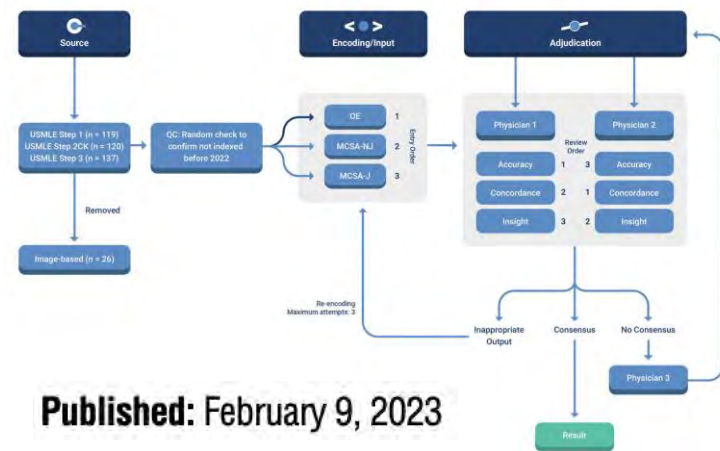 Source
Encoding/Input
Adjudication
USMLE Step 1 (n = 119)
USMLE Step 2CK (n = 120)
USMLE Step 3 (n = 137)
QC: Random check to
confirm not indexed
before 2022
OE 1
MCSA-NJ 2
MCSA-J 3
Entry Order
Physician 1
Physician 2
Review
Order
Accuracy 1 3 Accuracy
Concordance 2 1 Concordance
Insight 3 2 Insight
Removed
Image-based (n = 26)
Re-encoding
Maximum attempts: 3
Inappropriate
Output
Consensus
No Consensus
Physician 3
Result
Published: February 9, 2023